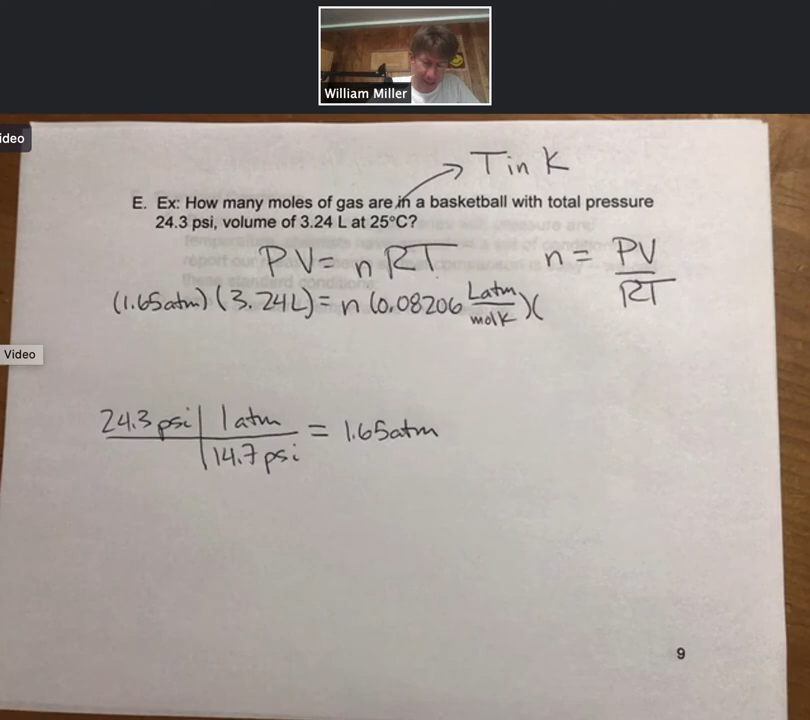 William Miller
ideo
T in K
E. Ex: How many moles of gas are in a basketball with total pressure
24.3 psi, volume of 3.24 L at 25°C?
PV = nRT
n = PV / RT
(1.65atm)(3.24L) = n (0.08206 Latm / molK)(
Video
24.3 psi | 1 atm / 14.7 psi = 1.65atm
9